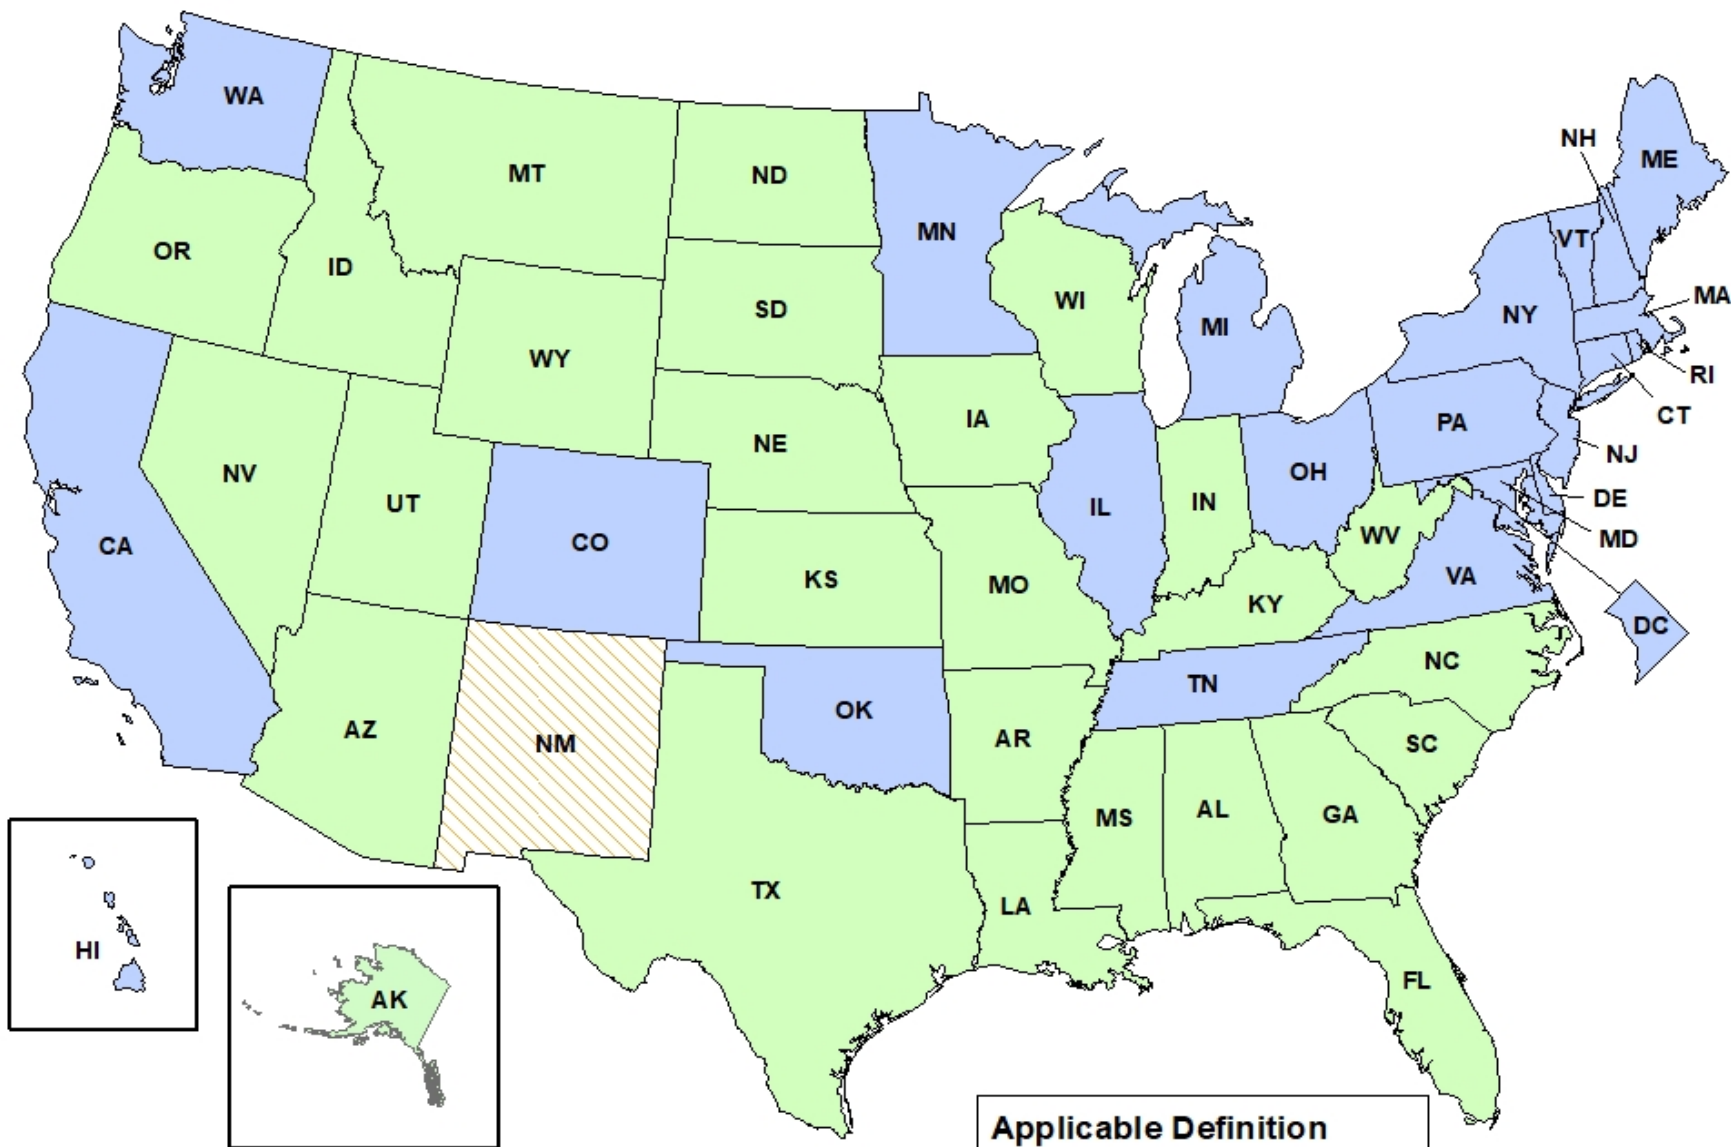 WA
NH
ME
MT
ND
MN
VT
OR
ID
SD
WI
MI
NY
MA
WY
RI
CT
NE
IA
PA
NJ
NV
UT
CO
IL
IN
OH
DE
CA
KS
MO
WV
MD
KY
VA
DC
NC
TN
AZ
NM
OK
AR
SC
MS
AL
GA
TX
LA
HI
AK
FL
Applicable Definition